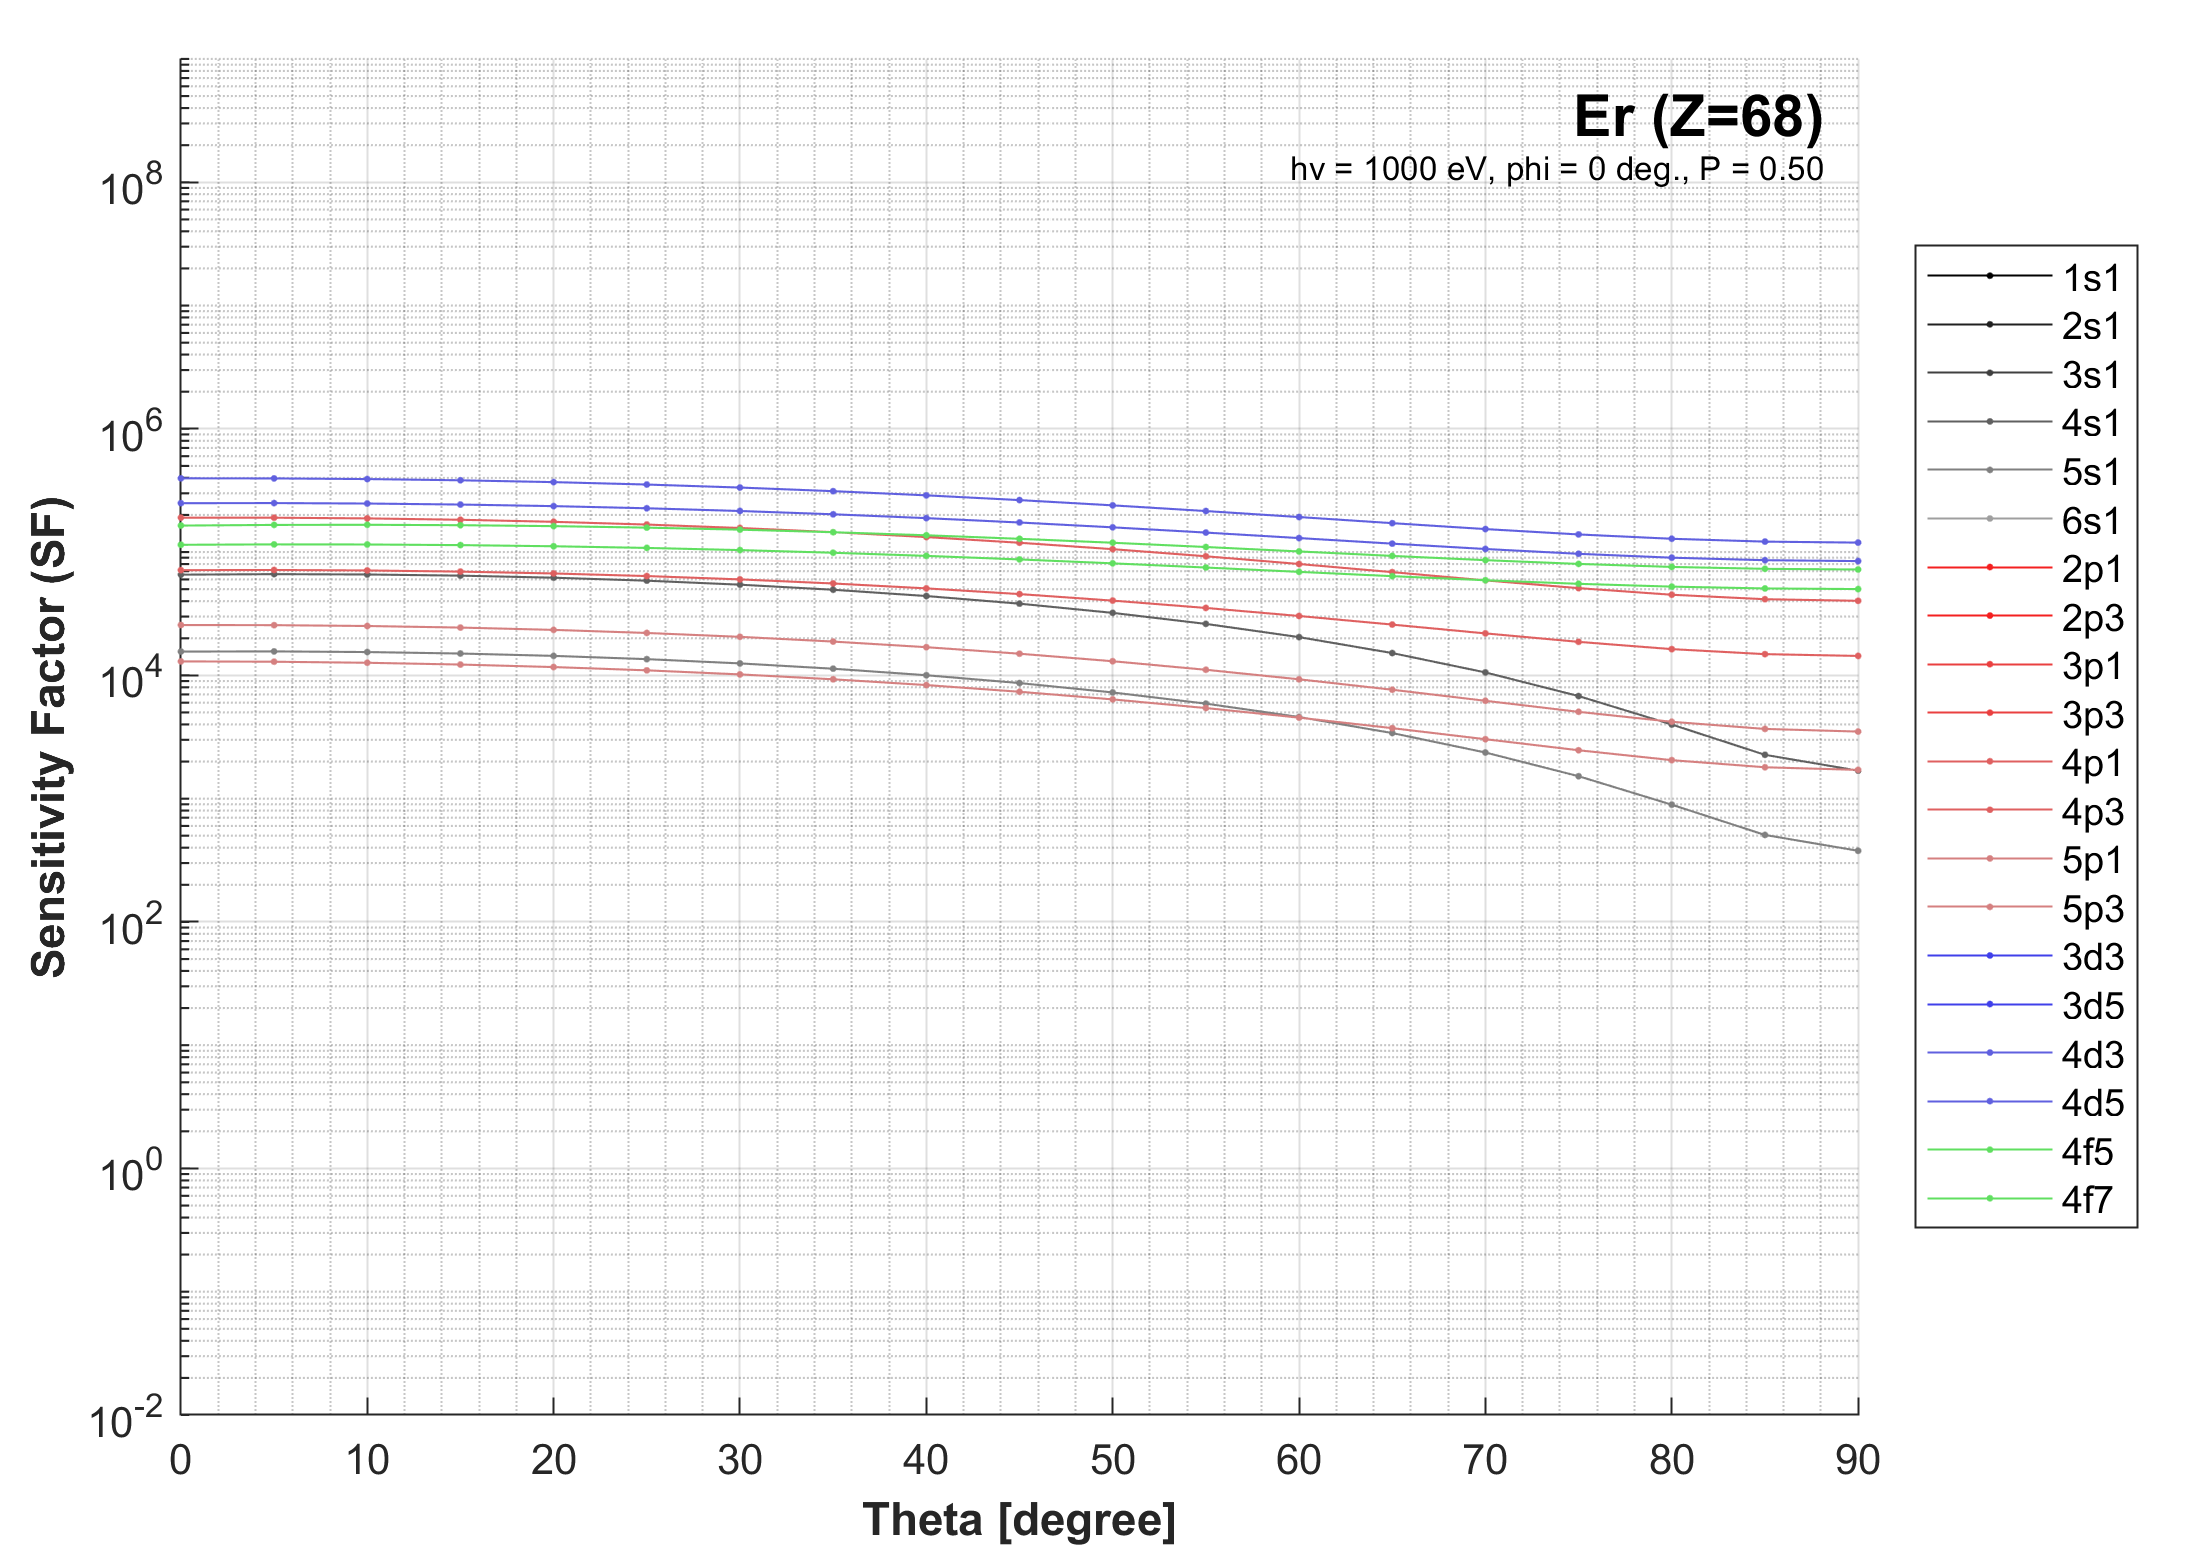 Er (Z=68)
hv = 1000 eV, phi = 0 deg., P = 0.50
Sensitivity Factor (SF)
10^8
10^6
10^4
10^2
10^0
10^-2
0 10 20 30 40 50 60 70 80 90
Theta [degree]
1s1
2s1
3s1
4s1
5s1
6s1
2p1
2p3
3p1
3p3
4p1
4p3
5p1
5p3
3d3
3d5
4d3
4d5
4f5
4f7